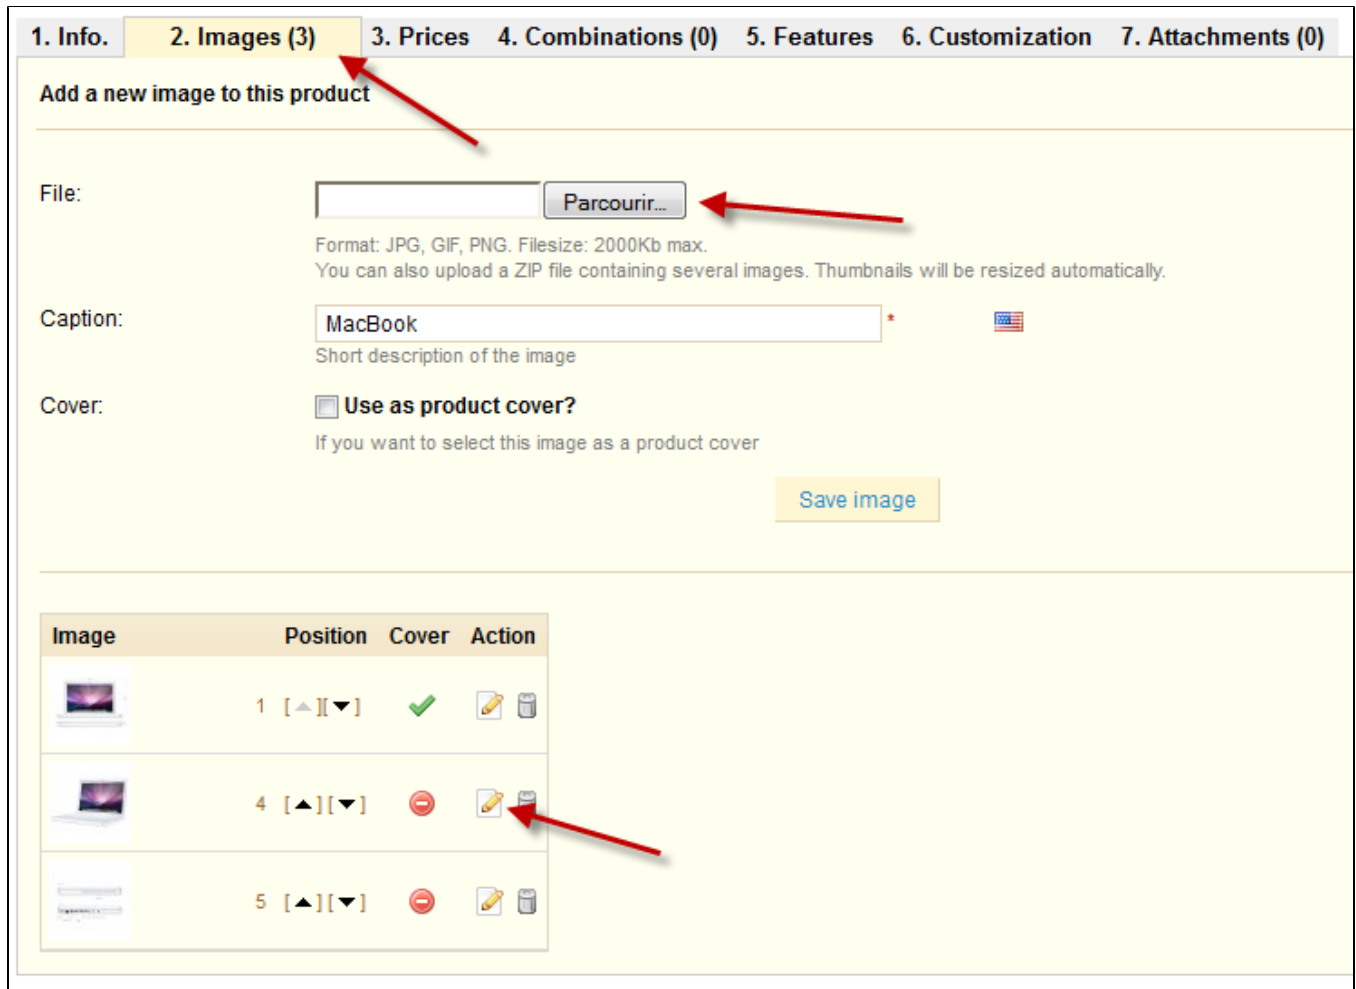 1. Info. 2. Images (3) 3. Prices 4. Combinations (0) 5. Features 6. Customization 7. Attachments (0)
Add a new image to this product
File: Parcourir...
Format: JPG, GIF, PNG. Filesize: 2000Kb max.
You can also upload a ZIP file containing several images. Thumbnails will be resized automatically.
Caption: MacBook *
Short description of the image
Cover: Use as product cover?
If you want to select this image as a product cover
Save image
Image Position Cover Action
1 [▲][▼]
4 [▲][▼]
5 [▲][▼]